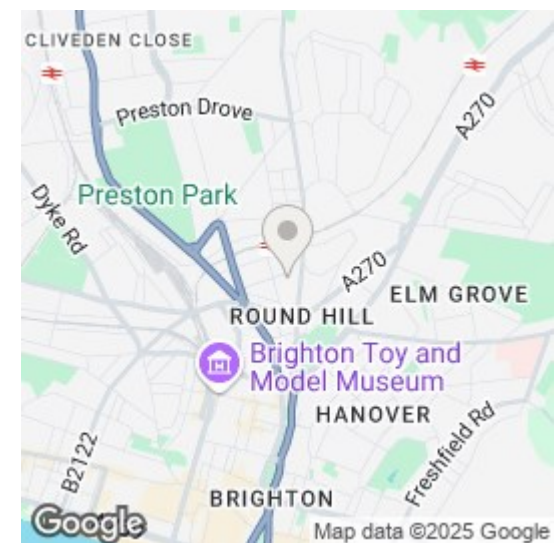 CLIVEDEN CLOSE
Preston Drove
A270
Preston Park
Dyke Rd
A270
ELM GROVE
ROUND HILL
Brighton Toy and
Model Museum
HANOVER
Freshfield Rd
B2122
BRIGHTON
Google
Map data ©2025 Google